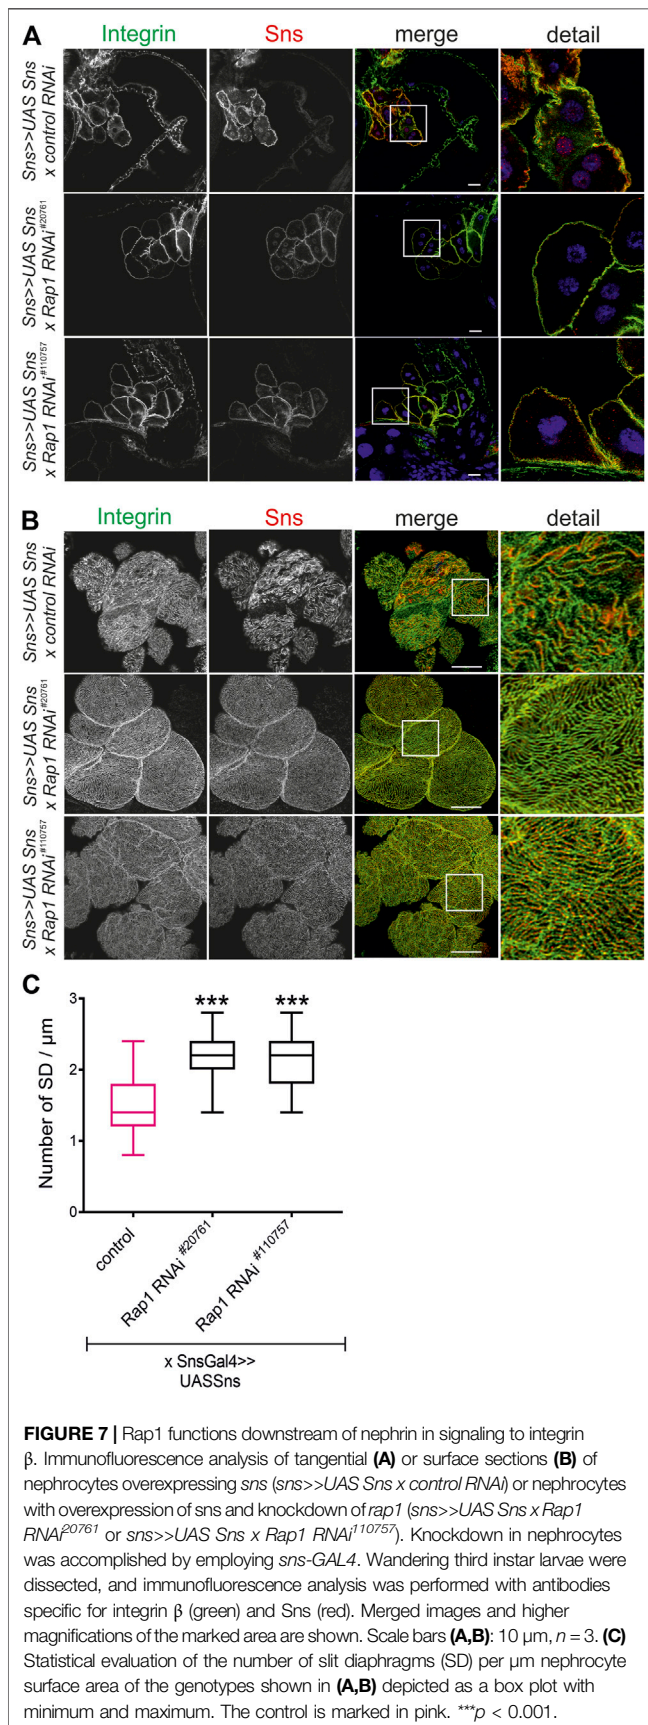 A
Integrin Sns merge detail
Sns>>UAS Sns
x control RNAi
Sns>>UAS Sns
x Rap1 RNAi#20761
Sns>>UAS Sns
x Rap1 RNAi#110757
B
Integrin Sns merge detail
Sns>>UAS Sns
x control RNAi
Sns>>UAS Sns
x Rap1 RNAi#20761
Sns>>UAS Sns
x Rap1 RNAi#110757
C
Number of SD / µm
3
2
1
0
*** ***
control
Rap1 RNAi #20761
Rap1 RNAi #110757
x SnsGal4>>
UASSns
FIGURE 7 | Rap1 functions downstream of nephrin in signaling to integrin
β. Immunofluorescence analysis of tangential (A) or surface sections (B) of
nephrocytes overexpressing sns (sns>>UAS Sns x control RNAi) or nephrocytes
with overexpression of sns and knockdown of rap1 (sns>>UAS Sns x Rap1
RNAi20761 or sns>>UAS Sns x Rap1 RNAi110757). Knockdown in nephrocytes
was accomplished by employing sns-GAL4. Wandering third instar larvae were
dissected, and immunofluorescence analysis was performed with antibodies
specific for integrin β (green) and Sns (red). Merged images and higher
magnifications of the marked area are shown. Scale bars (A,B): 10 µm, n = 3. (C)
Statistical evaluation of the number of slit diaphragms (SD) per µm nephrocyte
surface area of the genotypes shown in (A,B) depicted as a box plot with
minimum and maximum. The control is marked in pink. ***p < 0.001.